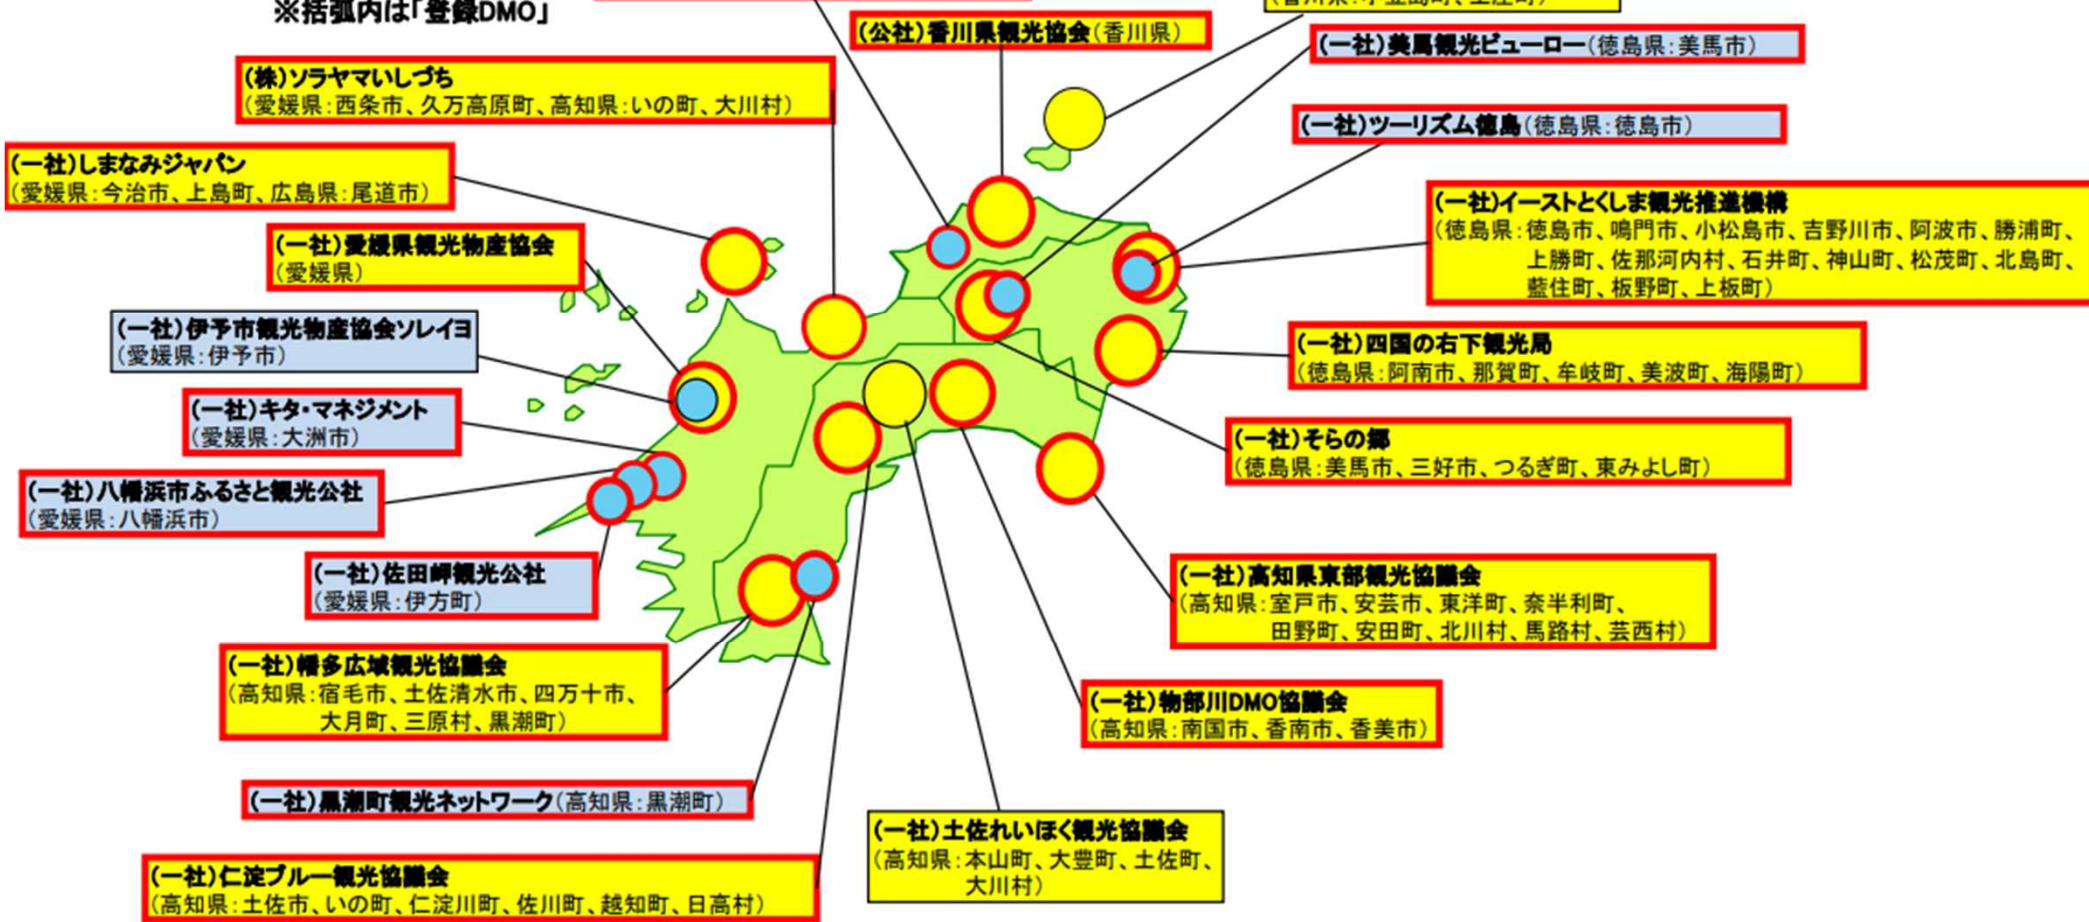 ※括弧内は「登録DMO」
(公社)香川県観光協会(香川県)
(一社)美馬観光ビューロー(徳島県:美馬市)
(株)ソラヤマいしづち
(愛媛県:西条市、久万高原町、高知県:いの町、大川村)
(一社)ツーリズム徳島(徳島県:徳島市)
(一社)しまなみジャパン
(愛媛県:今治市、上島町、広島県:尾道市)
(一社)イーストとくしま観光推進機構
(徳島県:徳島市、鳴門市、小松島市、吉野川市、阿波市、勝浦町、
上勝町、佐那河内村、石井町、神山町、松茂町、北島町、
藍住町、板野町、上板町)
(一社)愛媛県観光物産協会
(愛媛県)
(一社)伊予市観光物産協会ソレイヨ
(愛媛県:伊予市)
(一社)四国の右下観光局
(徳島県:阿南市、那賀町、牟岐町、美波町、海陽町)
(一社)キタ・マネジメント
(愛媛県:大洲市)
(一社)そらの郷
(徳島県:美馬市、三好市、つるぎ町、東みよし町)
(一社)八幡浜市ふるさと観光公社
(愛媛県:八幡浜市)
(一社)佐田岬観光公社
(愛媛県:伊方町)
(一社)高知県東部観光協議会
(高知県:室戸市、安芸市、東洋町、奈半利町、
田野町、安田町、北川村、馬路村、芸西村)
(一社)幡多広域観光協議会
(高知県:宿毛市、土佐清水市、四万十市、
大月町、三原村、黒潮町)
(一社)物部川DMO協議会
(高知県:南国市、香南市、香美市)
(一社)黒潮町観光ネットワーク(高知県:黒潮町)
(一社)土佐れいほく観光協議会
(高知県:本山町、大豊町、土佐町、
大川村)
(一社)仁淀ブルー観光協議会
(高知県:土佐市、いの町、仁淀川町、佐川町、越知町、日高村)